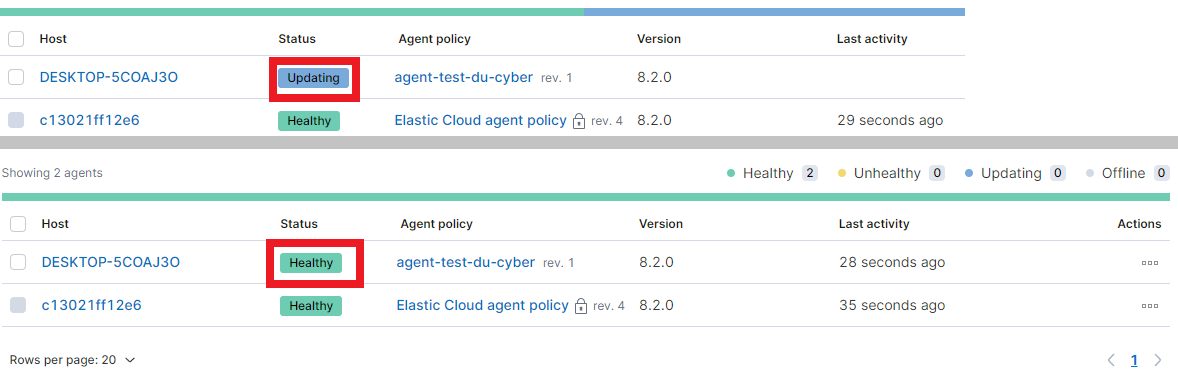 Host Status Agent policy Version Last activity
DESKTOP-5COAJ3O Updating agent-test-du-cyber rev. 1 8.2.0
c13021ff12e6 Healthy Elastic Cloud agent policy rev. 4 8.2.0 29 seconds ago
Showing 2 agents Healthy 2 Unhealthy 0 Updating 0 Offline 0
Host Status Agent policy Version Last activity Actions
DESKTOP-5COAJ3O Healthy agent-test-du-cyber rev. 1 8.2.0 28 seconds ago
c13021ff12e6 Healthy Elastic Cloud agent policy rev. 4 8.2.0 35 seconds ago
Rows per page: 20 1